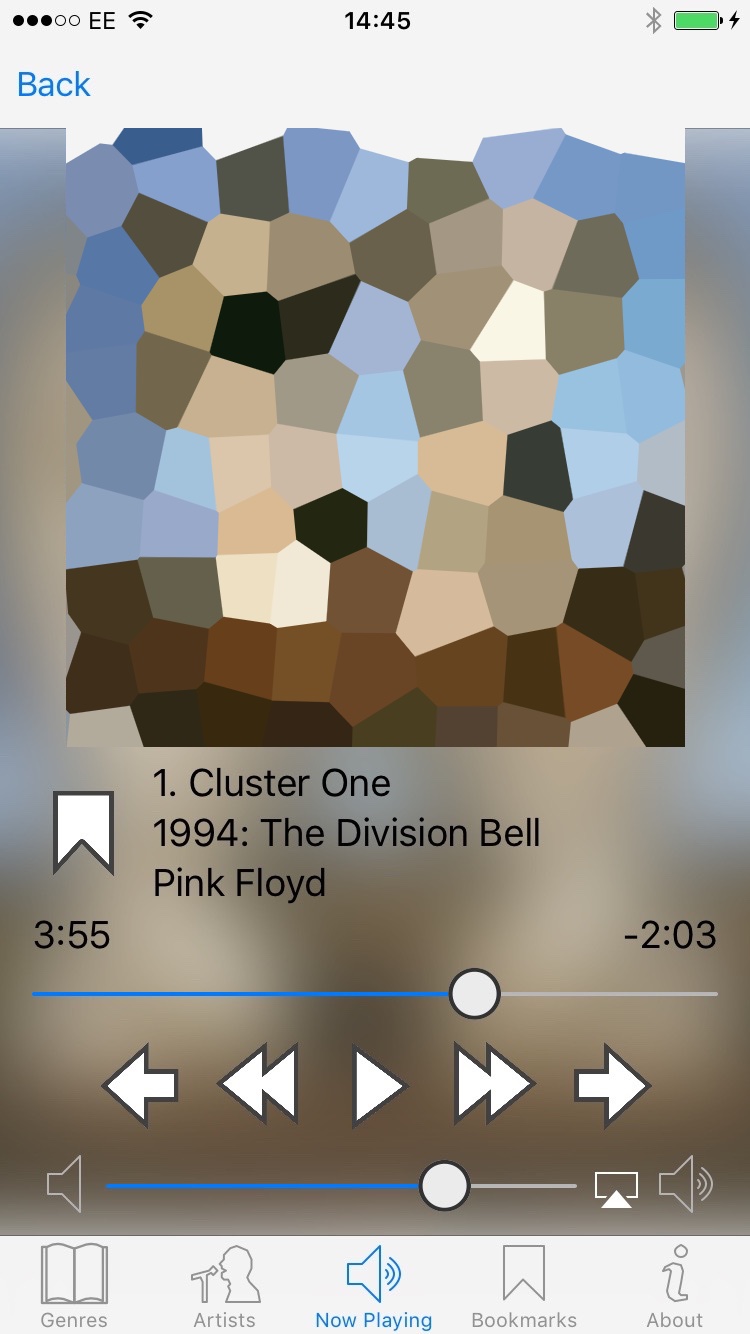 EE 14:45
Back
1. Cluster One
1994: The Division Bell
Pink Floyd
3:55 -2:03
Genres Artists Now Playing Bookmarks About